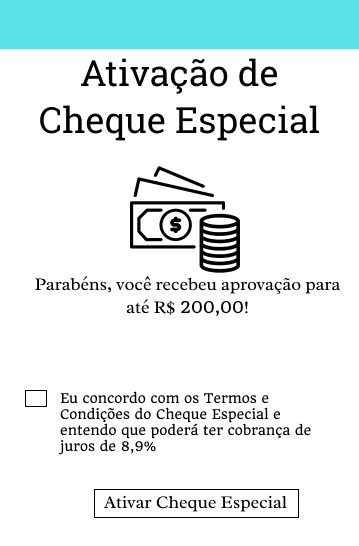 Ativação de
Cheque Especial
$
Parabéns, você recebeu aprovação para
até R$ 200,00!
Eu concordo com os Termos e
Condições do Cheque Especial e
entendo que poderá ter cobrança de
juros de 8,9%
Ativar Cheque Especial